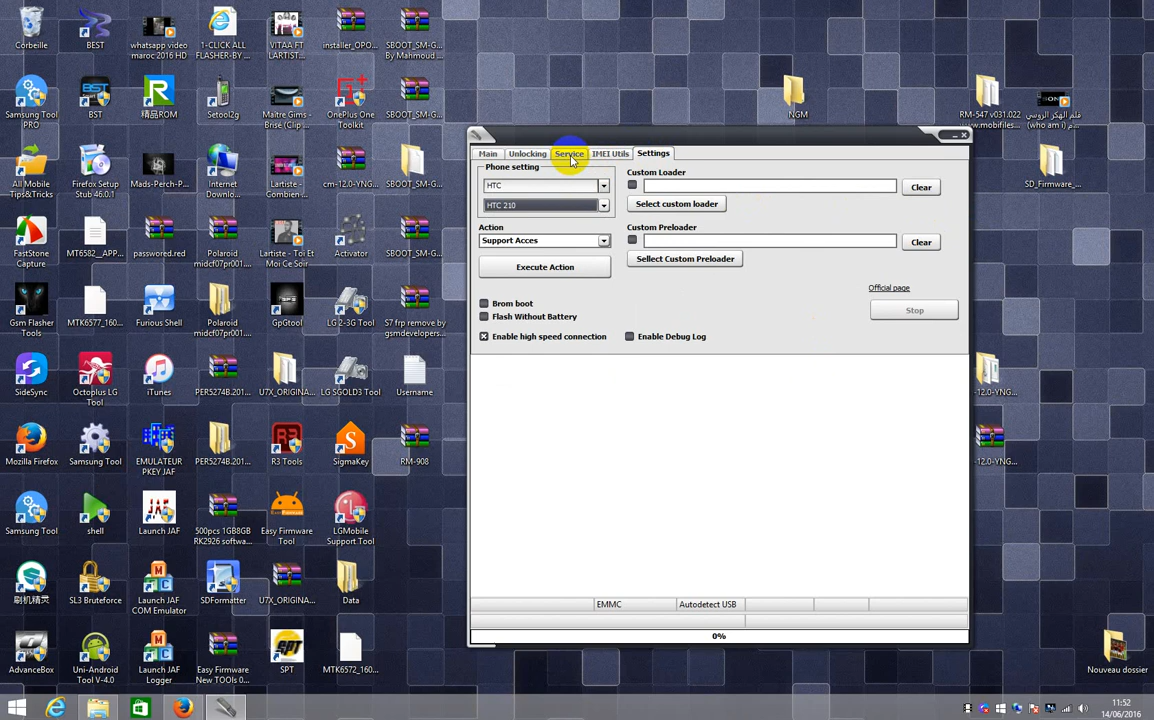 Corbeille
BEST
whatsapp video
maroc 2016 HD
1-CLICK ALL
FLASHER-BY ...
VITAA FT
LARTIST...
installer_OPO...
SBOOT_SM-G...
By Mahmoud ...
Samsung Tool
PRO
BST
精品ROM
Setool2g
Maitre Gims -
Brisé (Clip ...
OnePlus One
Toolkit
SBOOT_SM-G...
NGM
RM-547 v031.022
www.mobifiles...
(who am i)
All Mobile
Tips&Tricks
Firefox Setup
Stub 46.0.1
Mads-Perch-P...
Internet
Downlo...
Lartiste -
Combien ...
cm-12.0-YNG...
SBOOT_SM-G...
SD_Firmware_...
FastStone
Capture
MT6582__APP...
passwored.red
Polaroid
midcf07pr001....
Lartiste - Toi Et
Moi Ce Soir
Activator
SBOOT_SM-G...
Gsm Flasher
Tools
MTK6577_160...
Furious Shell
Polaroid
midcf07pr001....
GpGtool
LG 2-3G Tool
S7 frp remove by
gsmdevelopers...
SideSync
Octoplus LG
Tool
iTunes
PER5274B.201...
U7X_ORIGINA...
LG SGOLD3 Tool
Username
-12.0-YNG...
Mozilla Firefox
Samsung Tool
EMULATEUR
PKEY JAF
PER5274B.201...
R3 Tools
SigmaKey
RM-908
-12.0-YNG...
Samsung Tool
shell
Launch JAF
500pcs 1GB8GB
RK2926 softwa...
Easy Firmware
Tool
LGMobile
Support.Tool
刷机精灵
SL3 Bruteforce
Launch JAF
COM Emulator
SDFormatter
U7X_ORIGINA...
Data
AdvanceBox
Uni-Android
Tool V-4.0
Launch JAF
Logger
Easy Firmware
New TOOls 0...
SPT
MTK6572_160...
Nouveau dossier
Main
Unlocking
Service
IMEI Utils
Settings
Phone setting
HTC
HTC 210
Action
Support Acces
Execute Action
Custom Loader
Clear
Select custom loader
Custom Preloader
Clear
Sellect Custom Preloader
Official page
Stop
Brom boot
Flash Without Battery
Enable high speed connection
Enable Debug Log
EMMC
Autodetect USB
0%
11:52
14/06/2016